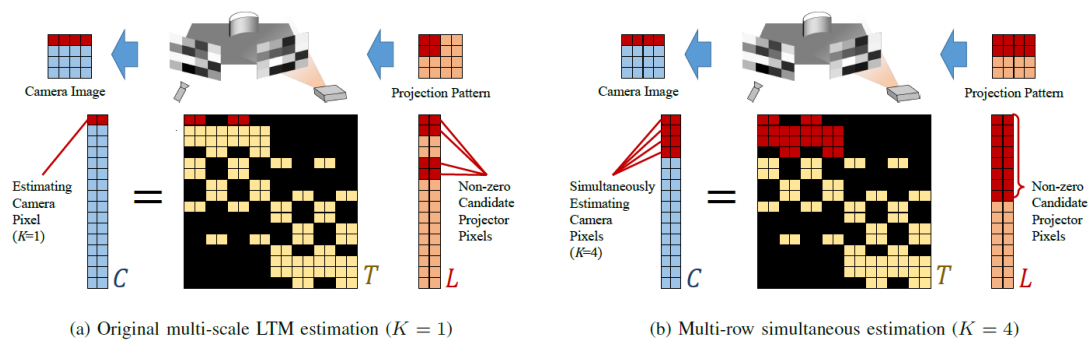 Camera Image
Projection Pattern
Estimating
Camera
Pixel
(K=1)
=
Non-zero
Candidate
Projector
Pixels
C
T
L
(a) Original multi-scale LTM estimation (K = 1)
Camera Image
Projection Pattern
Simultaneously
Estimating
Camera
Pixels
(K=4)
=
Non-zero
Candidate
Projector
Pixels
C
T
L
(b) Multi-row simultaneous estimation (K = 4)